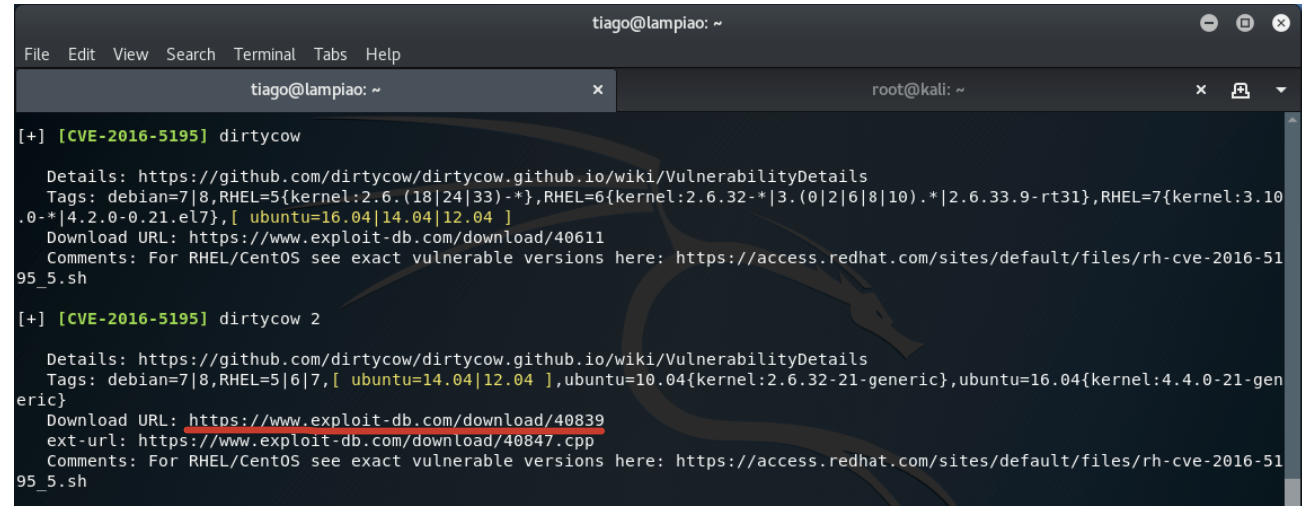 tiago@lampiao: ~
File Edit View Search Terminal Tabs Help
tiago@lampiao: ~ × root@kali: ~ ×
[+] [CVE-2016-5195] dirtycow
Details: https://github.com/dirtycow/dirtycow.github.io/wiki/VulnerabilityDetails
Tags: debian=7|8,RHEL=5{kernel:2.6.(18|24|33)-*},RHEL=6{kernel:2.6.32-*|3.(0|2|6|8|10).*|2.6.33.9-rt31},RHEL=7{kernel:3.10
.0-*|4.2.0-0.21.el7},[ ubuntu=16.04|14.04|12.04 ]
Download URL: https://www.exploit-db.com/download/40611
Comments: For RHEL/CentOS see exact vulnerable versions here: https://access.redhat.com/sites/default/files/rh-cve-2016-51
95_5.sh
[+] [CVE-2016-5195] dirtycow 2
Details: https://github.com/dirtycow/dirtycow.github.io/wiki/VulnerabilityDetails
Tags: debian=7|8,RHEL=5|6|7,[ ubuntu=14.04|12.04 ],ubuntu=10.04{kernel:2.6.32-21-generic},ubuntu=16.04{kernel:4.4.0-21-gen
eric}
Download URL: https://www.exploit-db.com/download/40839
ext-url: https://www.exploit-db.com/download/40847.cpp
Comments: For RHEL/CentOS see exact vulnerable versions here: https://access.redhat.com/sites/default/files/rh-cve-2016-51
95_5.sh